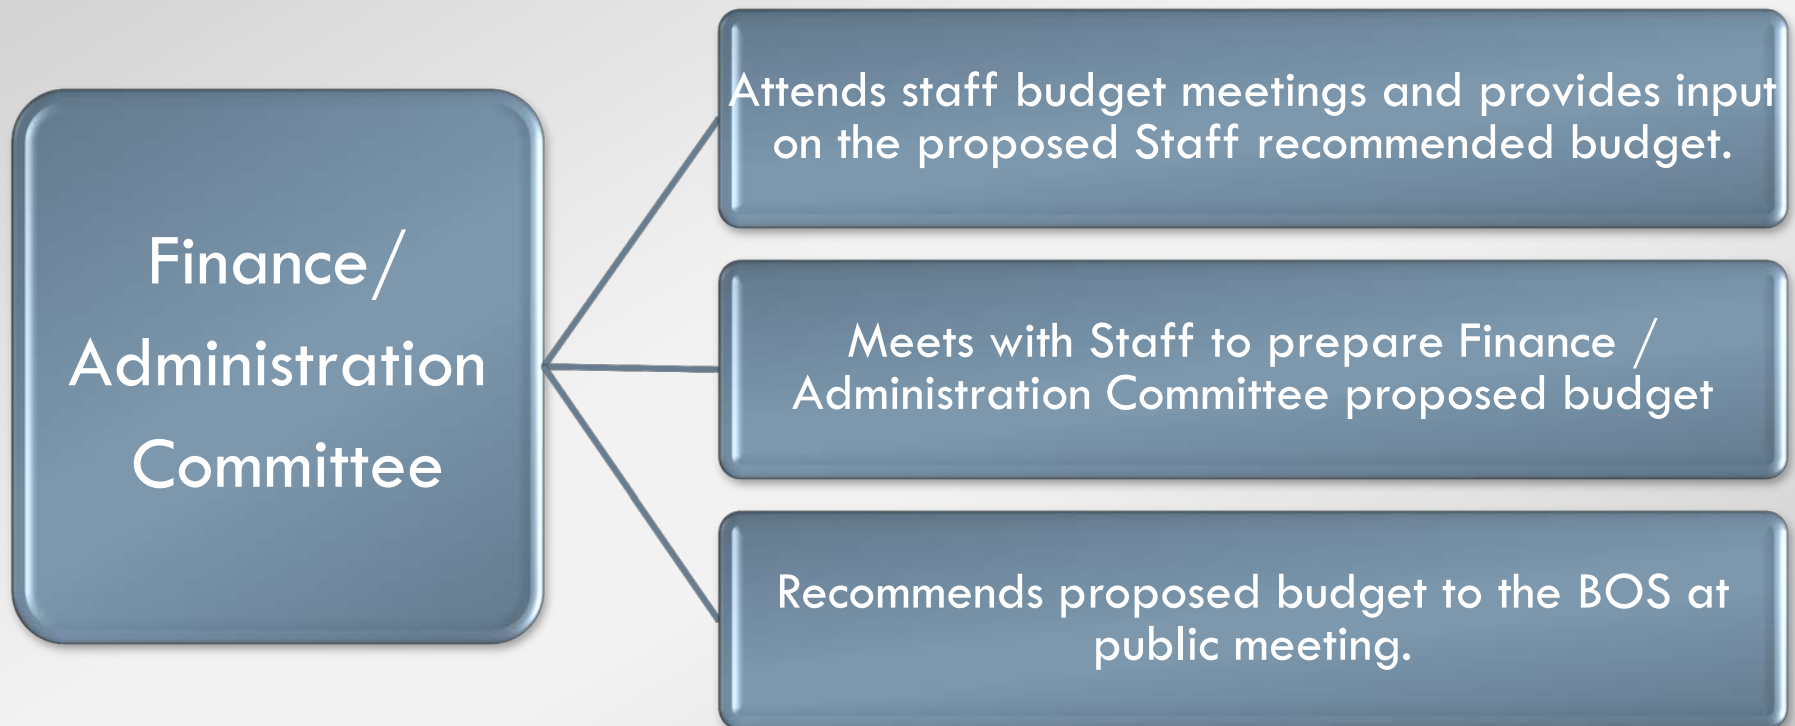 Finance/
Administration
Committee
Attends staff budget meetings and provides input
on the proposed Staff recommended budget.
Meets with Staff to prepare Finance /
Administration Committee proposed budget
Recommends proposed budget to the BOS at
public meeting.